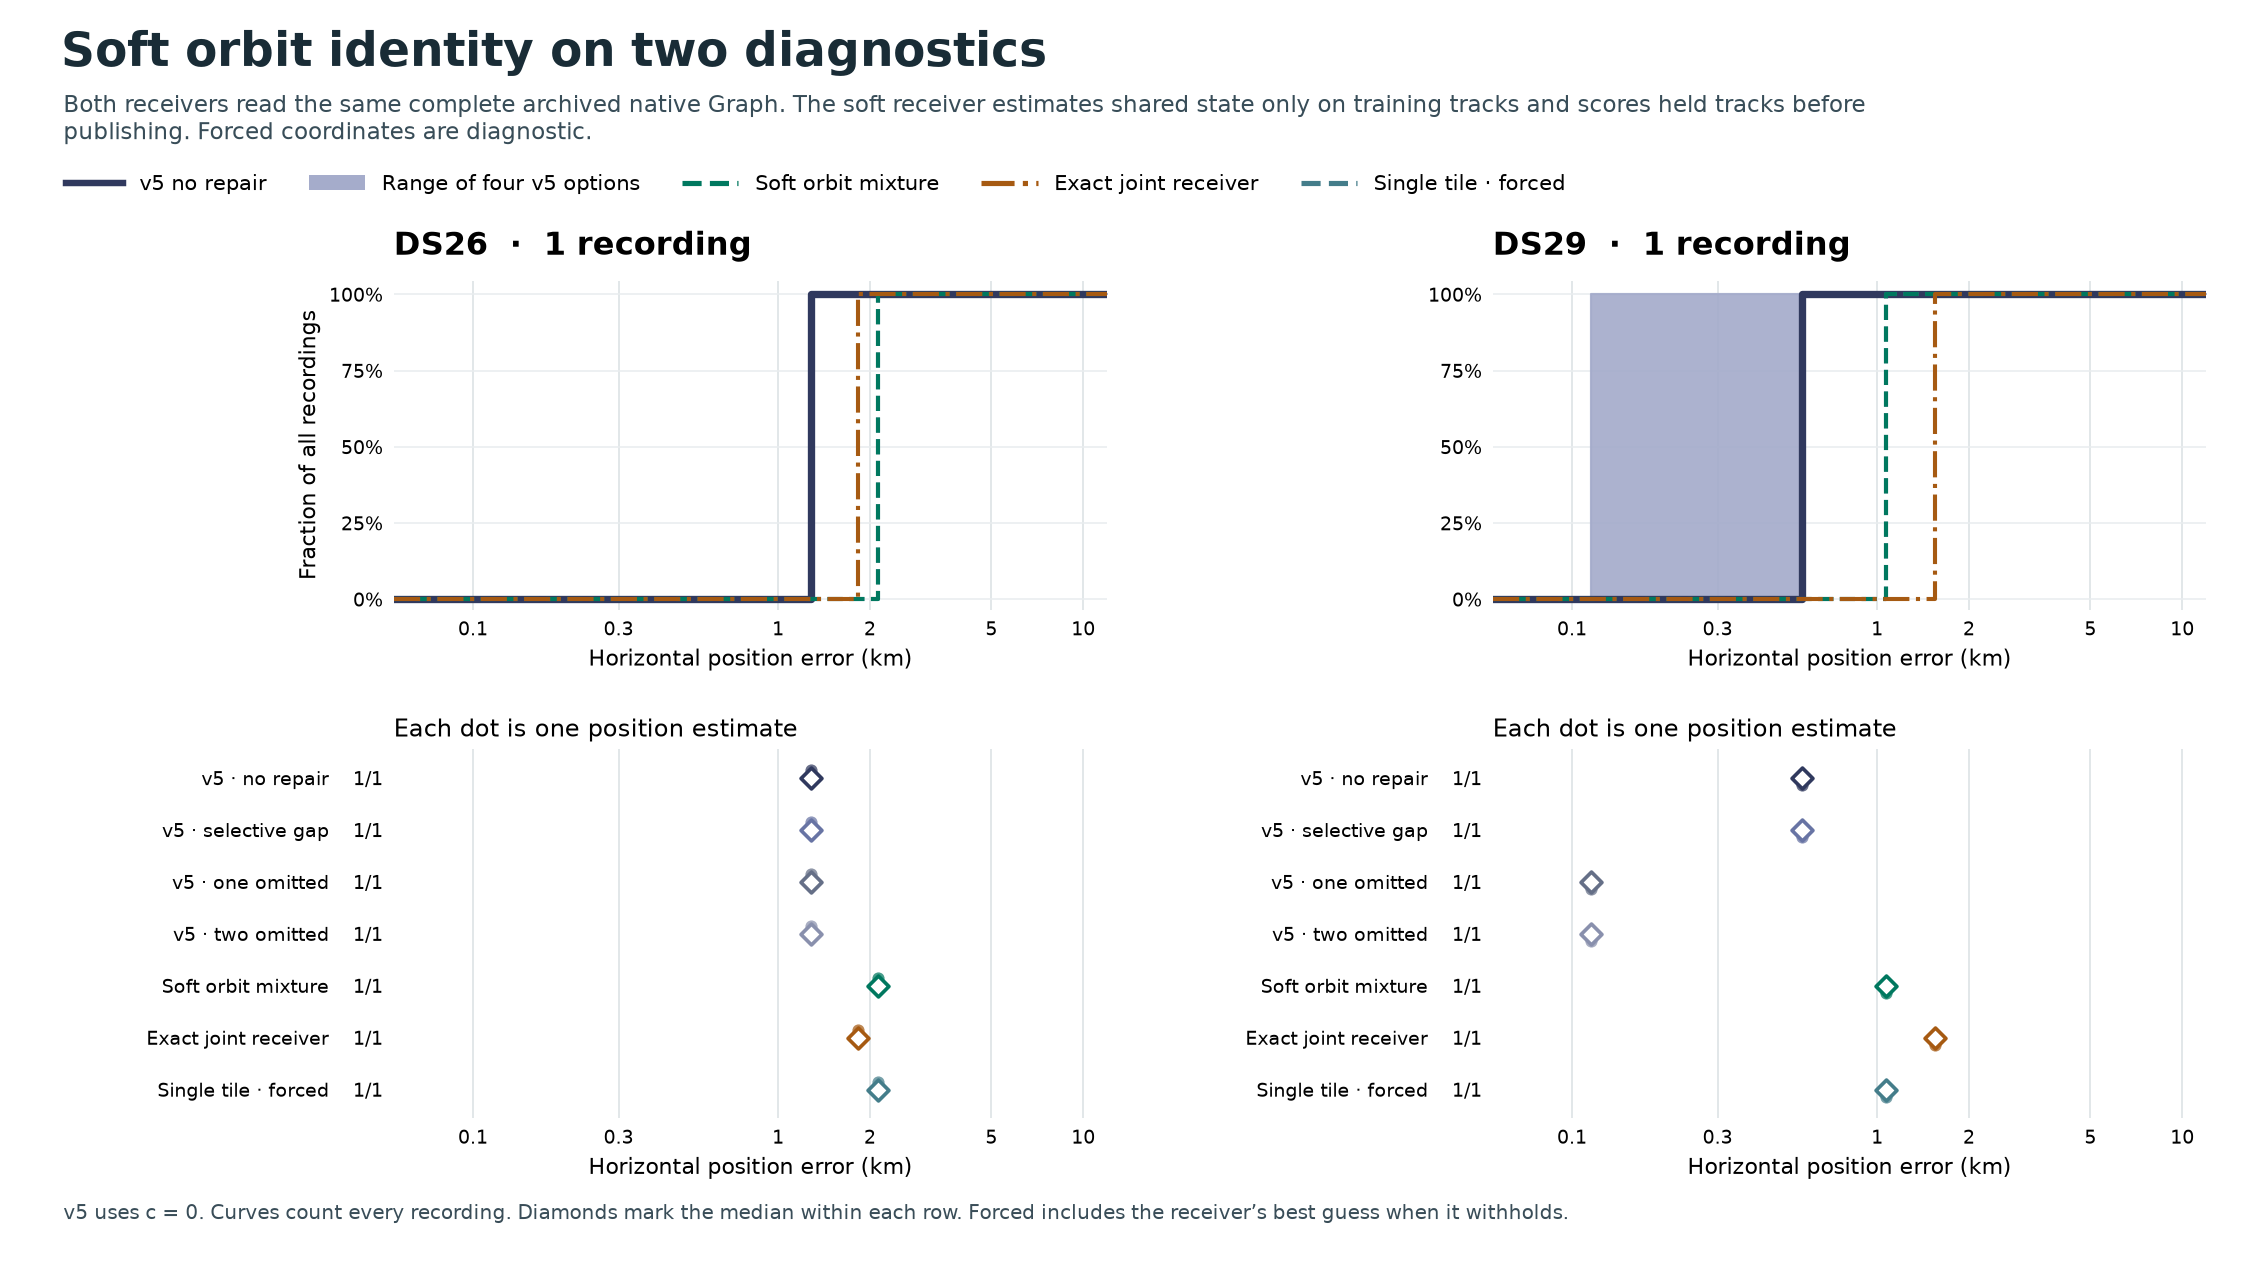 Soft orbit identity on two diagnostics
Both receivers read the same complete archived native Graph. The soft receiver estimates shared state only on training tracks and scores held tracks before
publishing. Forced coordinates are diagnostic.
v5 no repair
Range of four v5 options
Soft orbit mixture
Exact joint receiver
Single tile · forced
DS26 · 1 recording
100%
75%
50%
25%
0%
Fraction of all recordings
0.1 0.3 1 2 5 10
Horizontal position error (km)
DS29 · 1 recording
100%
75%
50%
25%
0%
0.1 0.3 1 2 5 10
Horizontal position error (km)
Each dot is one position estimate
v5 · no repair 1/1
v5 · selective gap 1/1
v5 · one omitted 1/1
v5 · two omitted 1/1
Soft orbit mixture 1/1
Exact joint receiver 1/1
Single tile · forced 1/1
0.1 0.3 1 2 5 10
Horizontal position error (km)
Each dot is one position estimate
v5 · no repair 1/1
v5 · selective gap 1/1
v5 · one omitted 1/1
v5 · two omitted 1/1
Soft orbit mixture 1/1
Exact joint receiver 1/1
Single tile · forced 1/1
0.1 0.3 1 2 5 10
Horizontal position error (km)
v5 uses c = 0. Curves count every recording. Diamonds mark the median within each row. Forced includes the receiver’s best guess when it withholds.